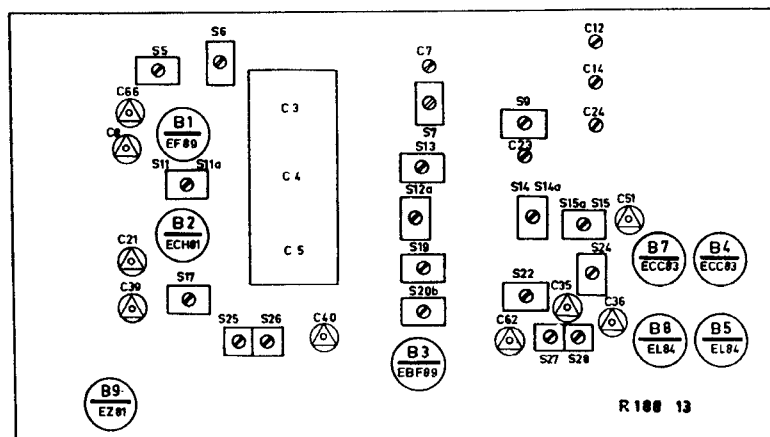 C12
S6
S5
C7
C14
C66
C3
S9
B1
EF89
C8
S7
C24
S13
C23
S11 S11a
C4
S12a
S14 S14a
S15a S15
C51
B2
ECH81
C21
C5
S19
S24
B7
ECC83
B4
ECC83
S17
C39
S20b
S22
C35
C36
S25 S26
C40
C62
S27 S28
B8
EL84
B5
EL84
B3
EBF89
B9
EZ81
R 188 13